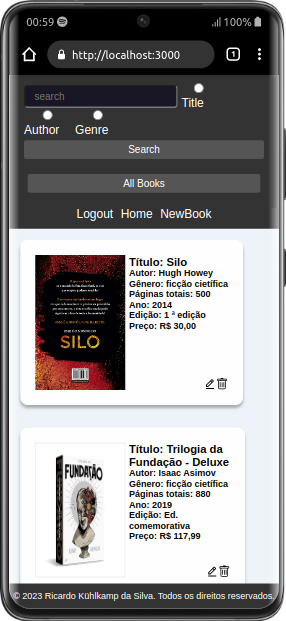 00:59
100%
http://localhost:3000
1
search
Title
Author Genre
Search
All Books
Logout Home NewBook
Título: Silo
Autor: Hugh Howey
Gênero: ficção cietífica
Páginas totais: 500
Ano: 2014
Edição: 1 ª edição
Preço: R$ 30,00
SILO
Título: Trilogia da
Fundação - Deluxe
Autor: Isaac Asimov
Gênero: ficção cietífica
Páginas totais: 880
Ano: 2019
Edição: Ed.
comemorativa
Preço: R$ 117,99
FUNDAÇÃO
© 2023 Ricardo Kühlkamp da Silva. Todos os direitos reservados.